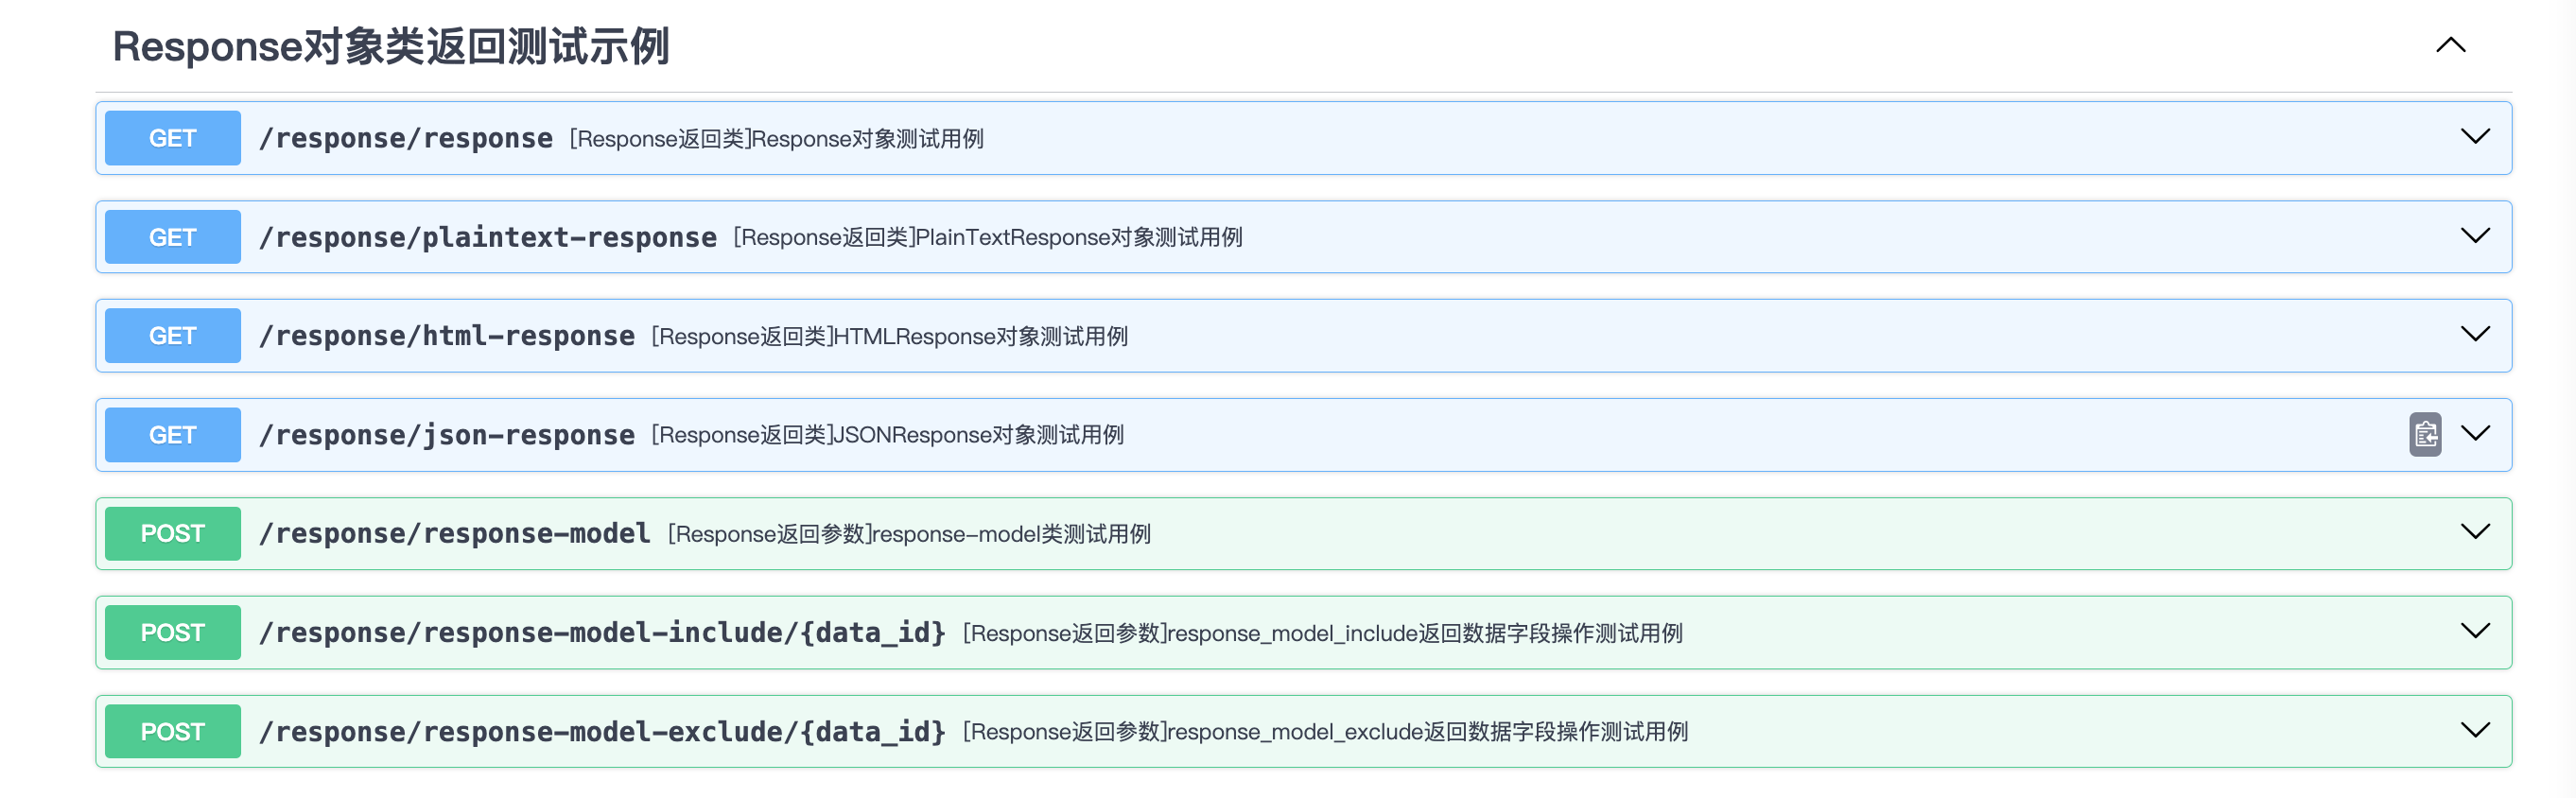 Response对象类返回测试示例
GET /response/response [Response返回类]Response对象测试用例
GET /response/plaintext-response [Response返回类]PlainTextResponse对象测试用例
GET /response/html-response [Response返回类]HTMLResponse对象测试用例
GET /response/json-response [Response返回类]JSONResponse对象测试用例
POST /response/response-model [Response返回参数]response-model类测试用例
POST /response/response-model-include/{data_id} [Response返回参数]response_model_include返回数据字段操作测试用例
POST /response/response-model-exclude/{data_id} [Response返回参数]response_model_exclude返回数据字段操作测试用例